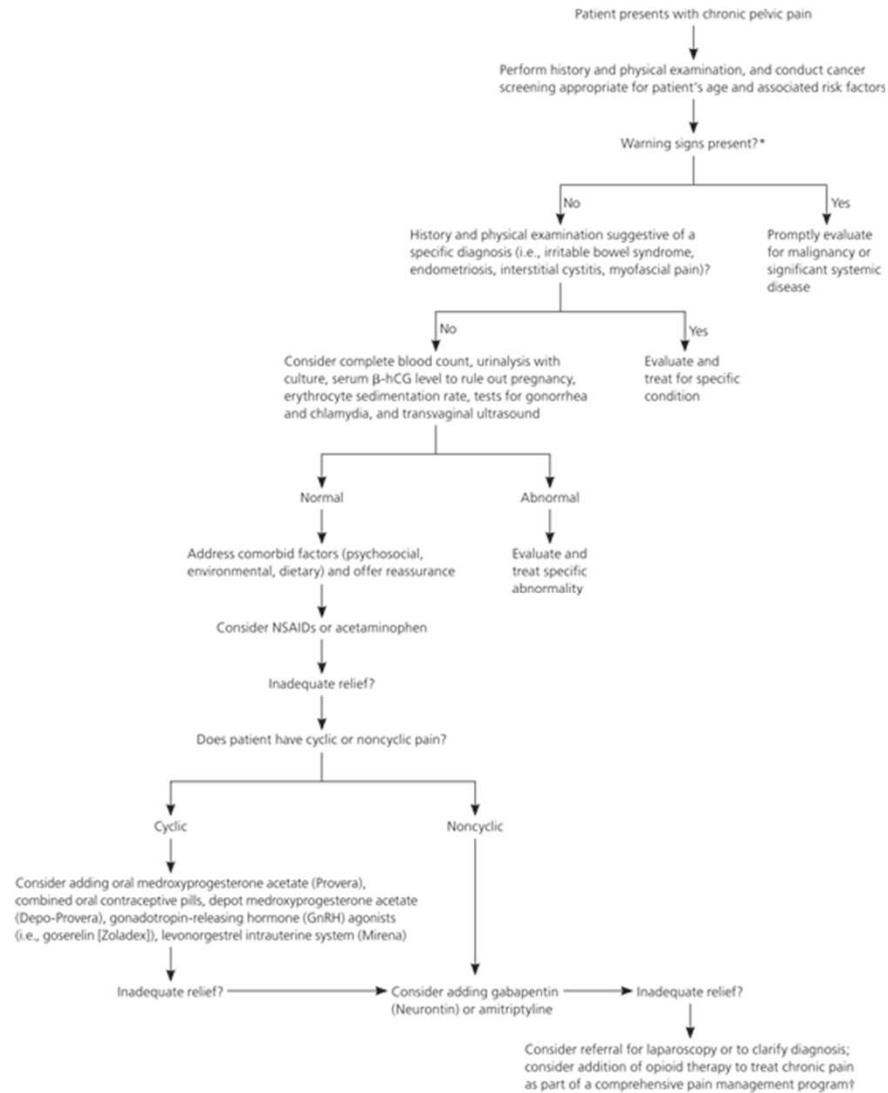 Patient presents with chronic pelvic pain
Perform history and physical examination, and conduct cancer
screening appropriate for patient's age and associated risk factors
Warning signs present?*
No
Yes
History and physical examination suggestive of a
specific diagnosis (i.e., irritable bowel syndrome,
endometriosis, interstitial cystitis, myofascial pain)?
Promptly evaluate
for malignancy or
significant systemic
disease
No
Yes
Consider complete blood count, urinalysis with
culture, serum β-hCG level to rule out pregnancy,
erythrocyte sedimentation rate, tests for gonorrhea
and chlamydia, and transvaginal ultrasound
Evaluate and
treat for specific
condition
Normal
Abnormal
Address comorbid factors (psychosocial,
environmental, dietary) and offer reassurance
Evaluate and
treat specific
abnormality
Consider NSAIDs or acetaminophen
Inadequate relief?
Does patient have cyclic or noncyclic pain?
Cyclic
Noncyclic
Consider adding oral medroxyprogesterone acetate (Provera),
combined oral contraceptive pills, depot medroxyprogesterone acetate
(Depo-Provera), gonadotropin-releasing hormone (GnRH) agonists
(i.e., goserelin [Zoladex]), levonorgestrel intrauterine system (Mirena)
Inadequate relief?
Consider adding gabapentin
(Neurontin) or amitriptyline
Inadequate relief?
Consider referral for laparoscopy or to clarify diagnosis;
consider addition of opioid therapy to treat chronic pain
as part of a comprehensive pain management program†